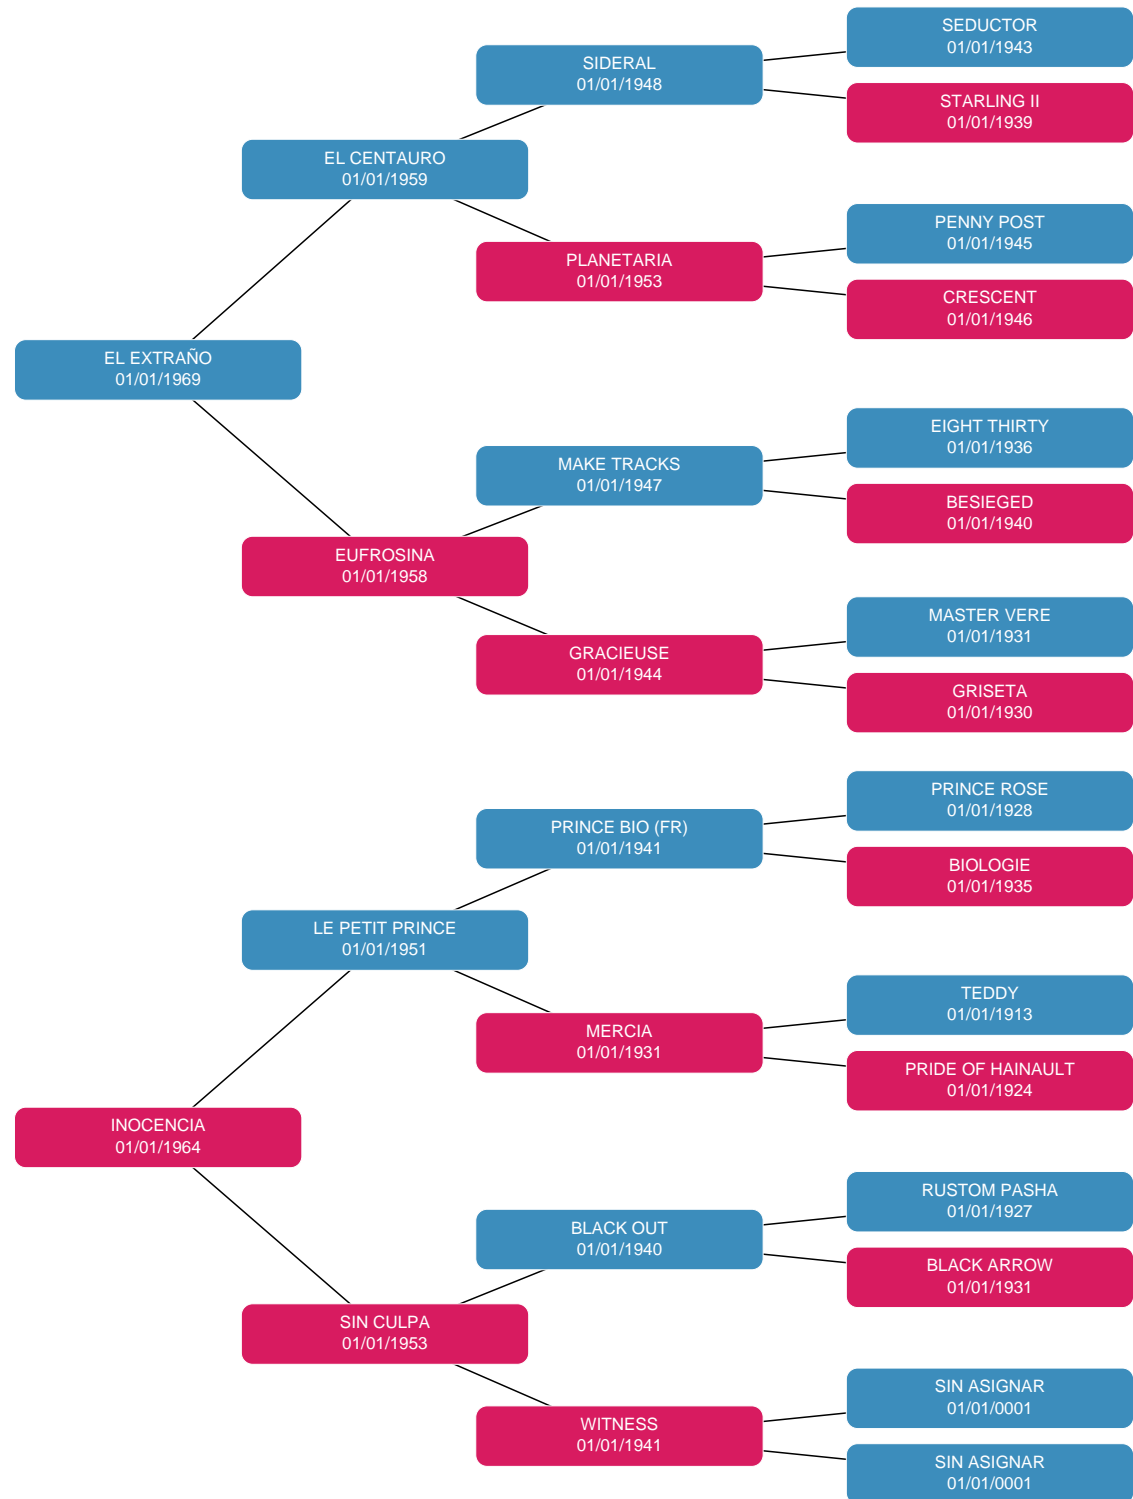 SEDUCTOR
01/01/1943
SIDERAL
01/01/1948
STARLING II
01/01/1939
EL CENTAURO
01/01/1959
PENNY POST
01/01/1945
PLANETARIA
01/01/1953
CRESCENT
01/01/1946
EL EXTRAÑO
01/01/1969
EIGHT THIRTY
01/01/1936
MAKE TRACKS
01/01/1947
BESIEGED
01/01/1940
EUFROSINA
01/01/1958
MASTER VERE
01/01/1931
GRACIEUSE
01/01/1944
GRISETA
01/01/1930
PRINCE ROSE
01/01/1928
PRINCE BIO (FR)
01/01/1941
BIOLOGIE
01/01/1935
LE PETIT PRINCE
01/01/1951
TEDDY
01/01/1913
MERCIA
01/01/1931
PRIDE OF HAINAULT
01/01/1924
INOCENCIA
01/01/1964
RUSTOM PASHA
01/01/1927
BLACK OUT
01/01/1940
BLACK ARROW
01/01/1931
SIN CULPA
01/01/1953
SIN ASIGNAR
01/01/0001
WITNESS
01/01/1941
SIN ASIGNAR
01/01/0001